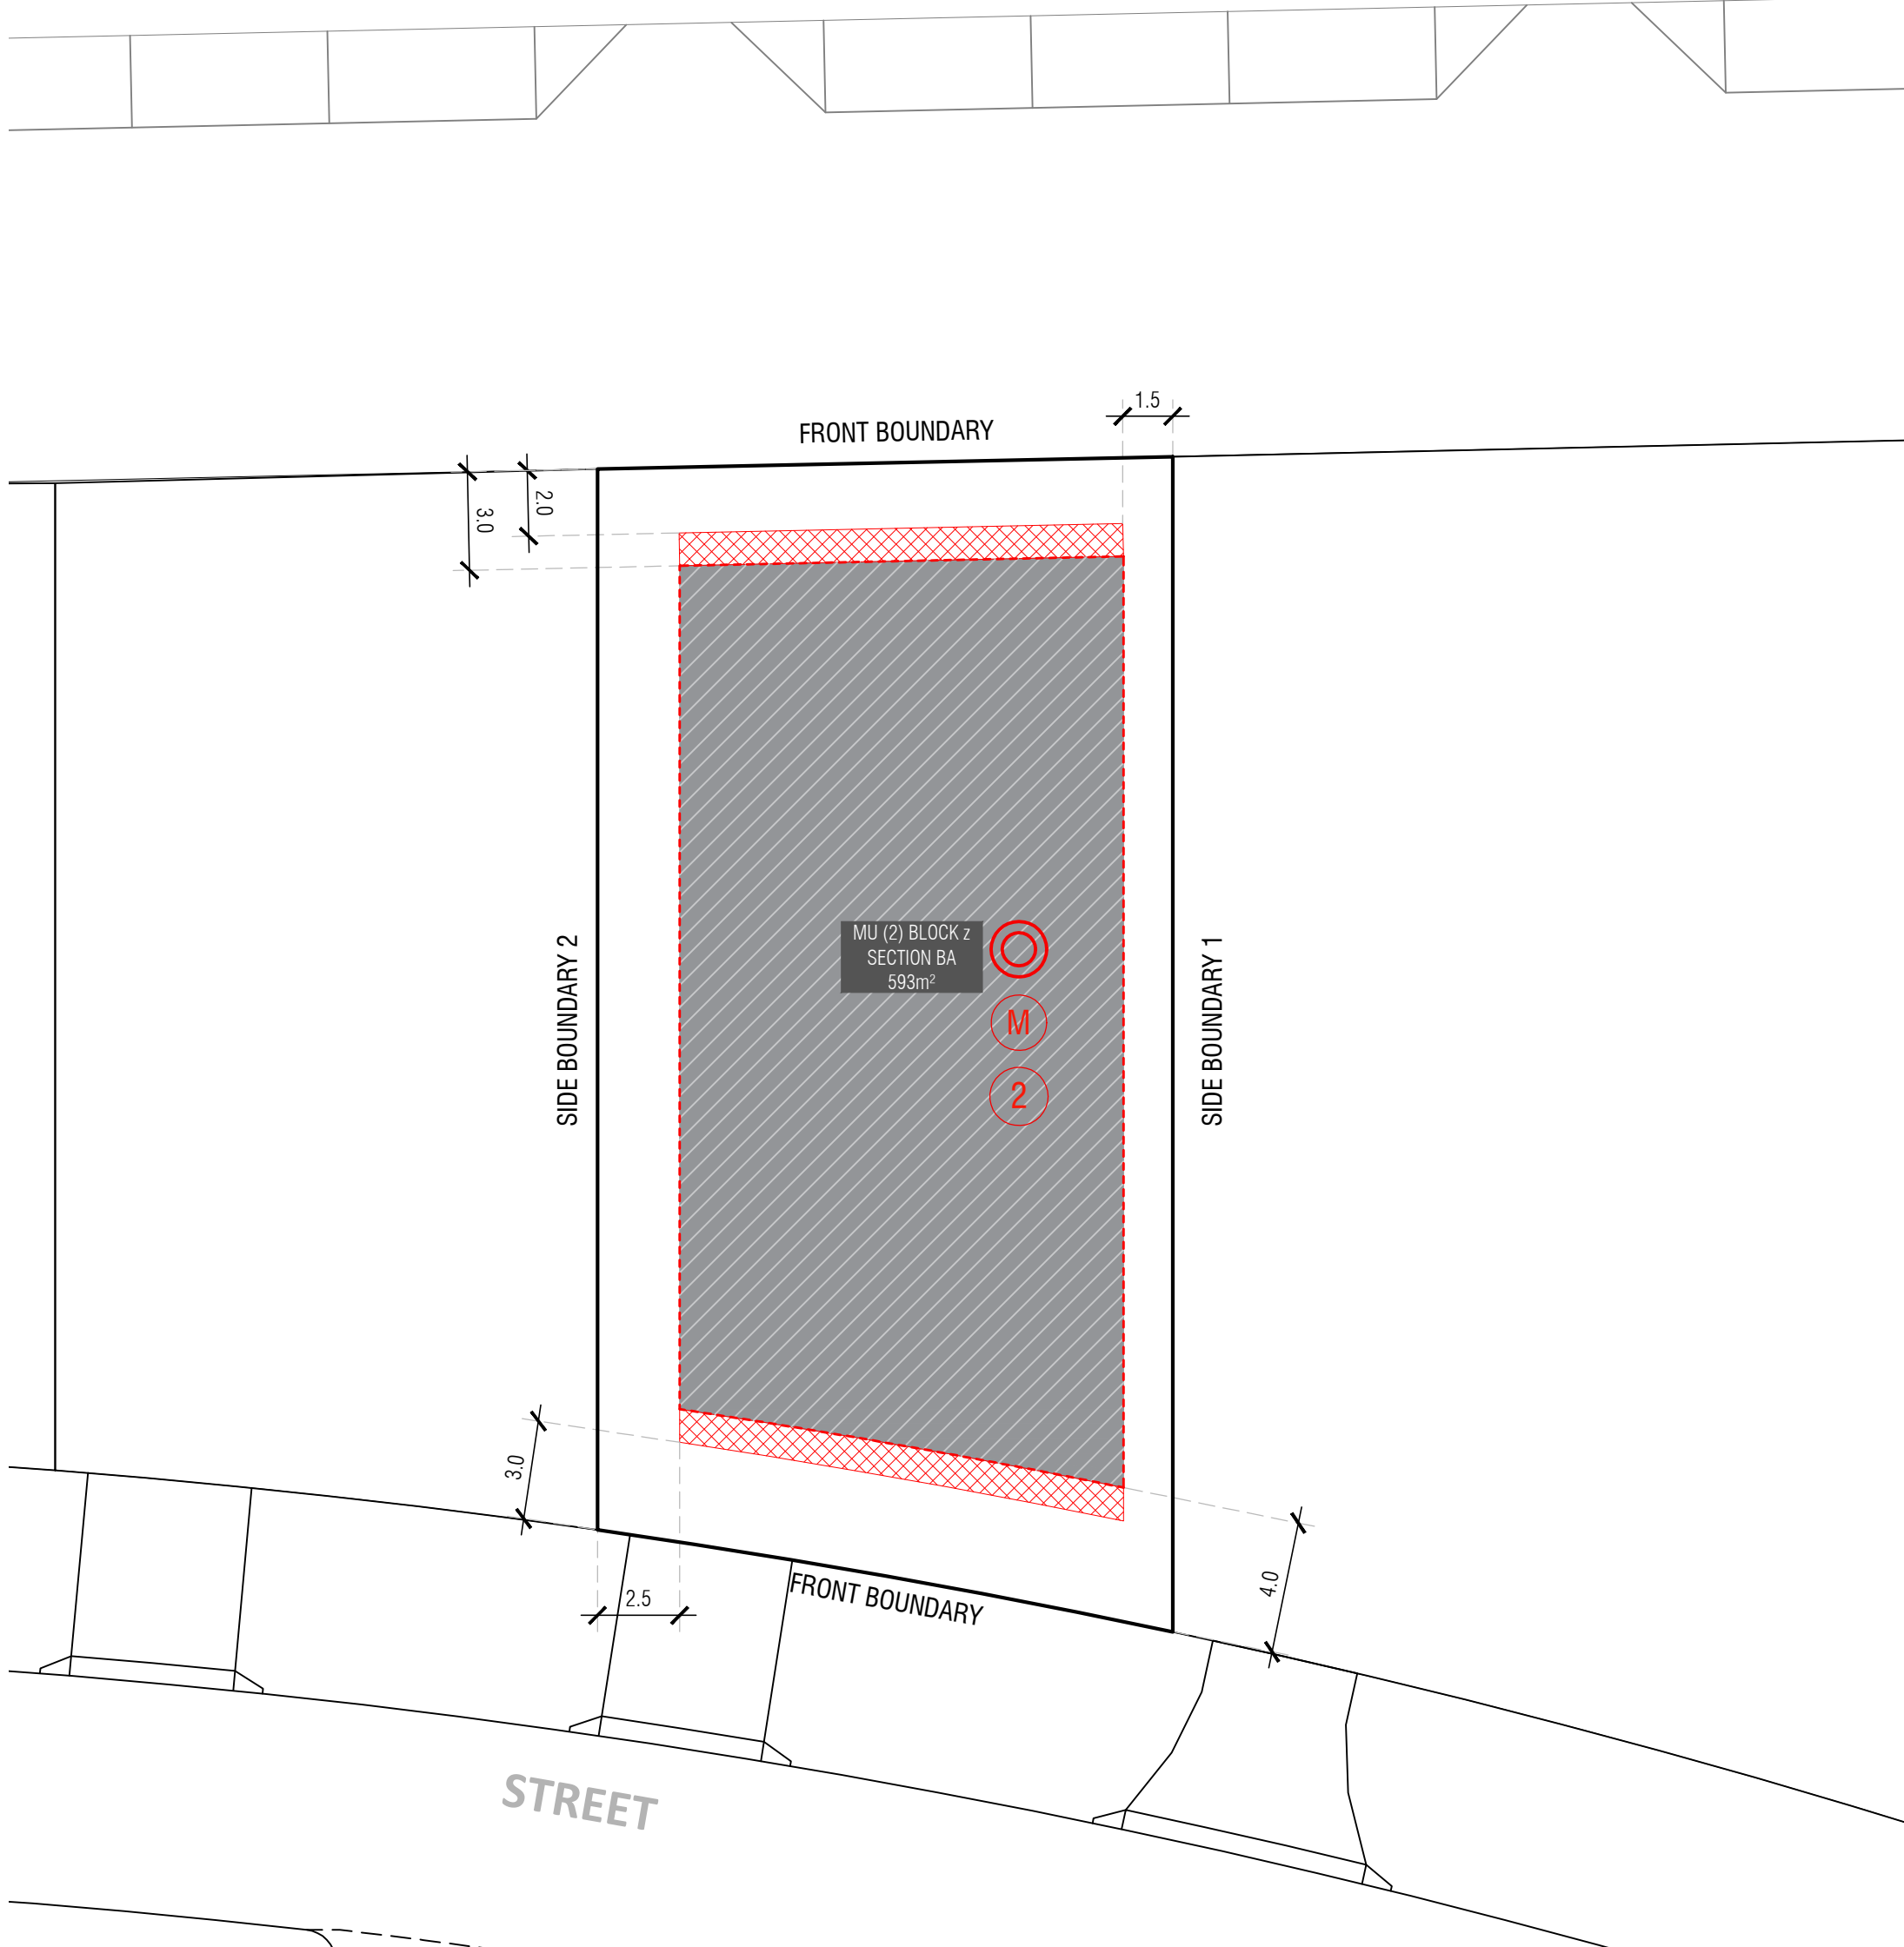 1.5
FRONT BOUNDARY
2.0
3.0
MU (2) BLOCK z
SECTION BA
593m²
M
2
SIDE BOUNDARY 2
SIDE BOUNDARY 1
3.0
4.0
2.5
FRONT BOUNDARY
STREET